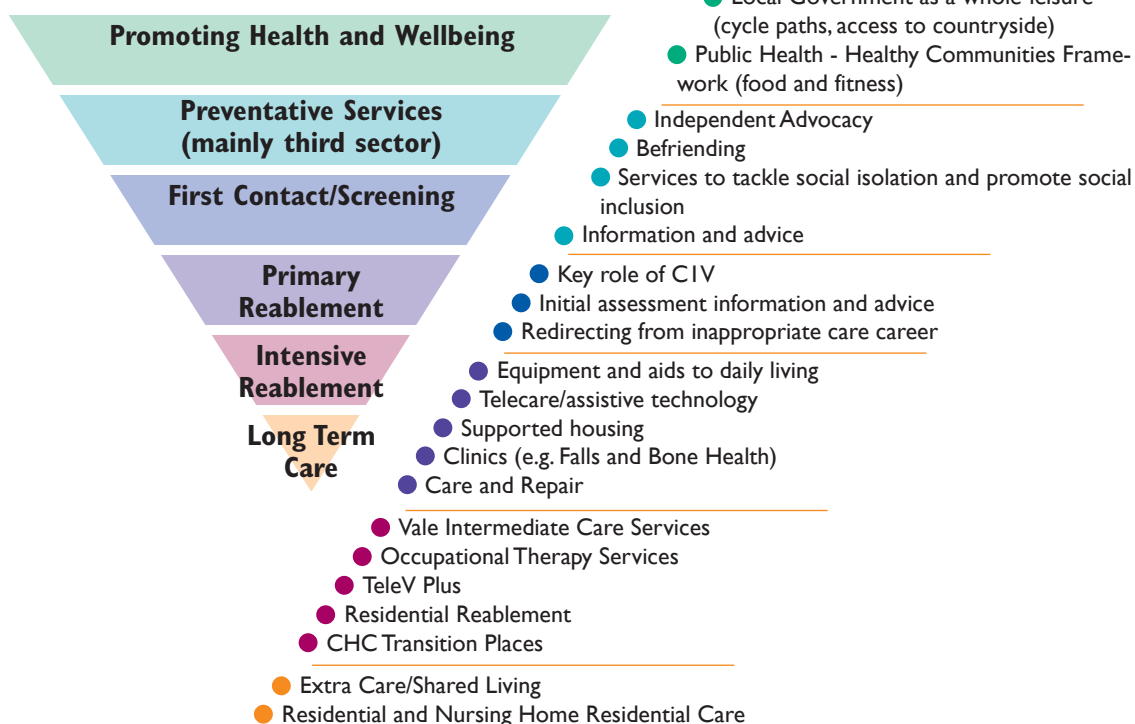 Promoting Health and Wellbeing
Preventative Services
(mainly third sector)
First Contact/Screening
Primary
Reablement
Intensive
Reablement
Long Term
Care
Local Government as a whole leisure
(cycle paths, access to countryside)
Public Health - Healthy Communities Frame-
work (food and fitness)
Independent Advocacy
Befriending
Services to tackle social isolation and promote social
inclusion
Information and advice
Key role of C1V
Initial assessment information and advice
Redirecting from inappropriate care career
Equipment and aids to daily living
Telecare/assistive technology
Supported housing
Clinics (e.g. Falls and Bone Health)
Care and Repair
Vale Intermediate Care Services
Occupational Therapy Services
TeleV Plus
Residential Reablement
CHC Transition Places
Extra Care/Shared Living
Residential and Nursing Home Residential Care